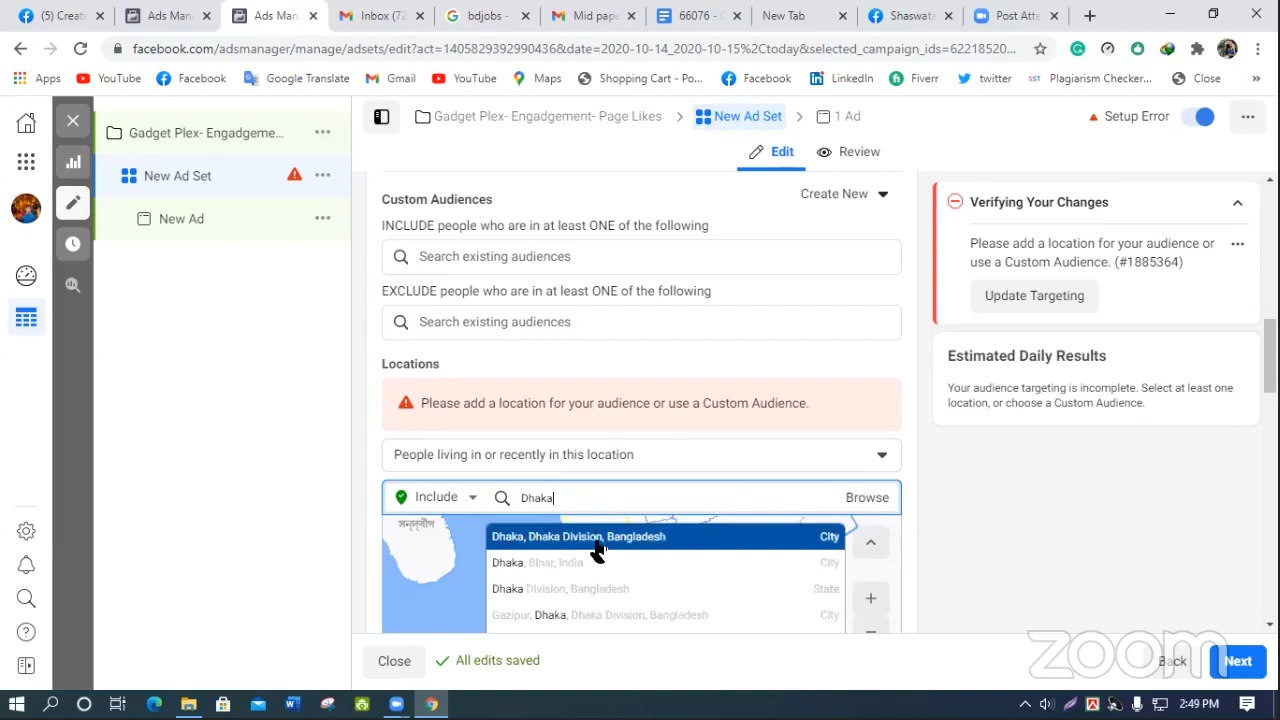 (5) Create
Ads Mana
Ads Man
Inbox (7
bdjobs -
Mid pap
66076 -
New Tab
Shaswata
Post Atte
facebook.com/adsmanager/manage/adsets/edit?act=1405829392990436&date=2020-10-14_2020-10-15%2Ctoday&selected_campaign_ids=62218520...
Apps
YouTube
Facebook
Google Translate
Gmail
YouTube
Maps
Shopping Cart - Po...
Facebook
LinkedIn
Fiverr
twitter
Plagiarism Checker...
Close
»
Gadget Plex- Engadgeme...
New Ad Set
New Ad
Gadget Plex- Engadgement- Page Likes
New Ad Set
1 Ad
Setup Error
Edit
Review
Custom Audiences
Create New
INCLUDE people who are in at least ONE of the following
Search existing audiences
EXCLUDE people who are in at least ONE of the following
Search existing audiences
Locations
Please add a location for your audience or use a Custom Audience.
People living in or recently in this location
Include
Dhaka
Browse
সন্দ্বীপ
Dhaka, Dhaka Division, Bangladesh City
Dhaka, Bihar, India City
Dhaka Division, Bangladesh State
Gazipur, Dhaka, Dhaka Division, Bangladesh City
Verifying Your Changes
Please add a location for your audience or
use a Custom Audience. (#1885364)
Update Targeting
Estimated Daily Results
Your audience targeting is incomplete. Select at least one
location, or choose a Custom Audience.
Close
All edits saved
Back
Next
zoom
2:49 PM